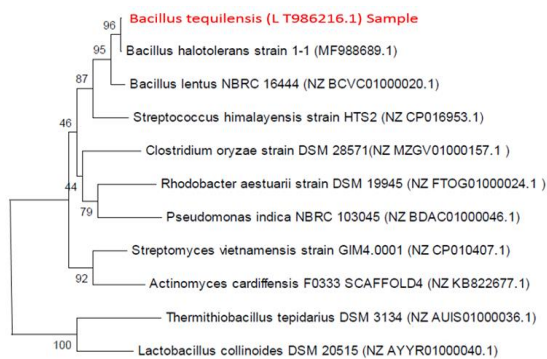 Bacillus tequilensis (L T986216.1) Sample
96
Bacillus halotolerans strain 1-1 (MF988689.1)
95
Bacillus lentus NBRC 16444 (NZ BCVC01000020.1)
87
Streptococcus himalayensis strain HTS2 (NZ CP016953.1)
46
Clostridium oryzae strain DSM 28571(NZ MZGV01000157.1 )
44
Rhodobacter aestuarii strain DSM 19945 (NZ FTOG01000024.1 )
79
Pseudomonas indica NBRC 103045 (NZ BDAC01000046.1)
Streptomyces vietnamensis strain GIM4.0001 (NZ CP010407.1)
92
Actinomyces cardiffensis F0333 SCAFFOLD4 (NZ KB822677.1)
Thermithiobacillus tepidarius DSM 3134 (NZ AUIS01000036.1)
100
Lactobacillus collinoides DSM 20515 (NZ AYYR01000040.1)